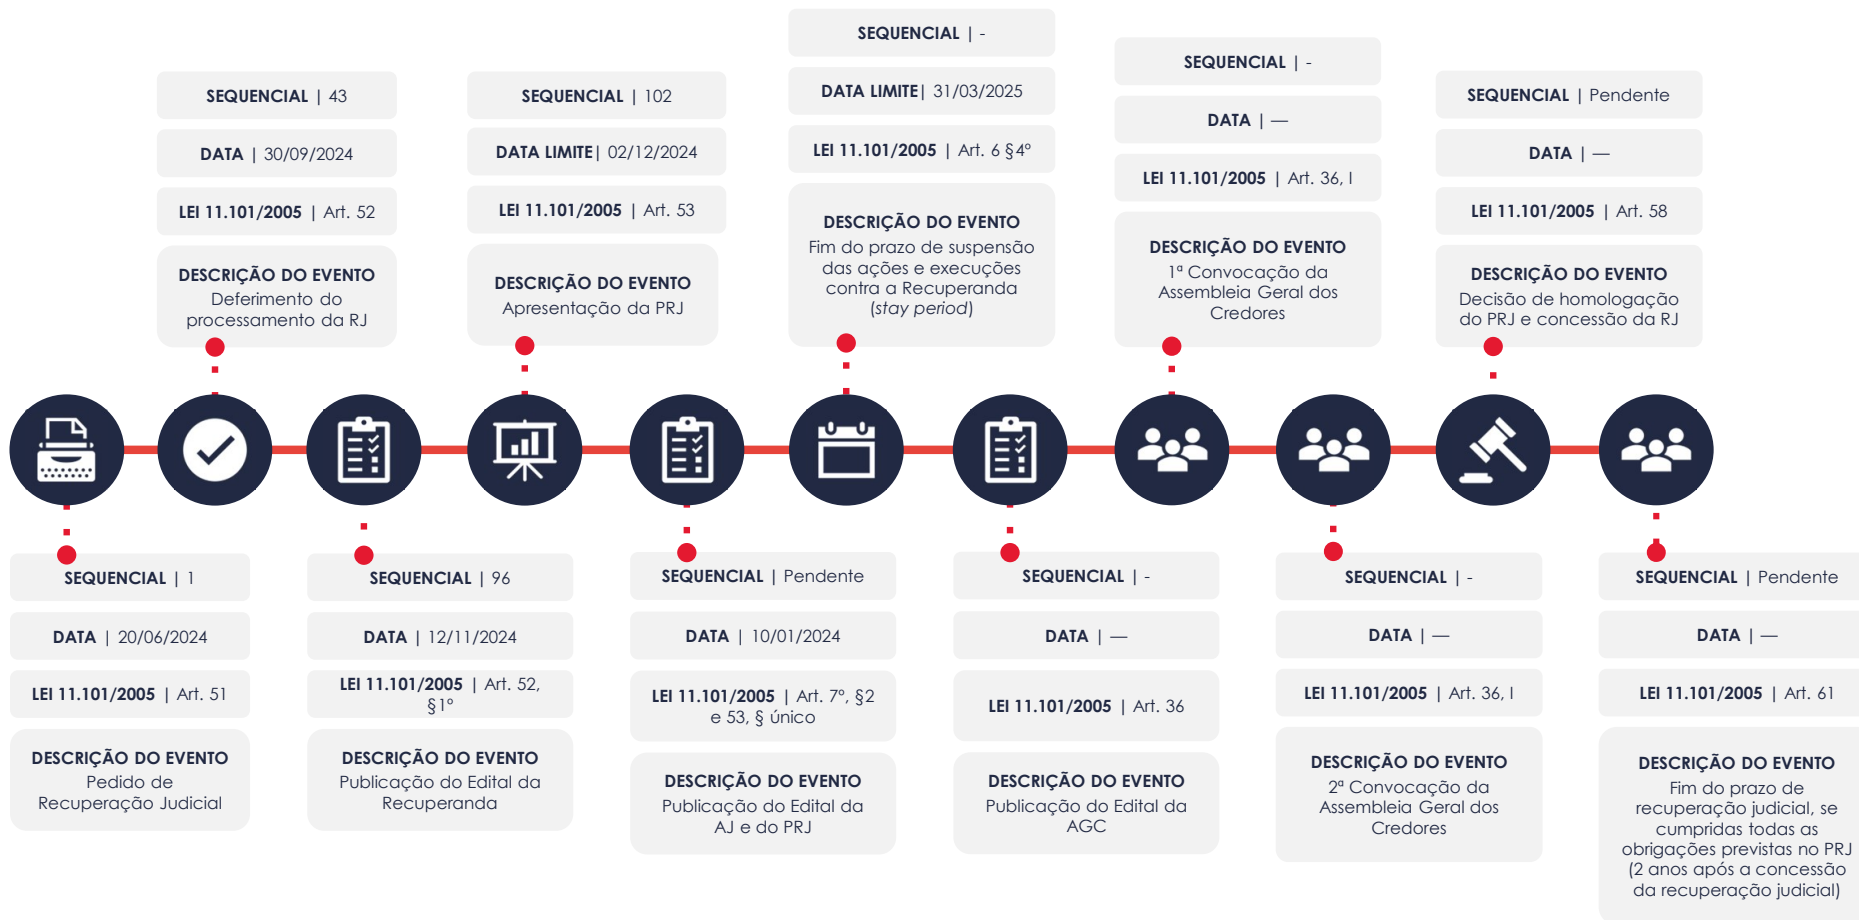 SEQUENCIAL | 1
DATA | 20/06/2024
LEI 11.101/2005 | Art. 51
DESCRIÇÃO DO EVENTO
Pedido de
Recuperação Judicial
SEQUENCIAL | 43
DATA | 30/09/2024
LEI 11.101/2005 | Art. 52
DESCRIÇÃO DO EVENTO
Deferimento do
processamento da RJ
SEQUENCIAL | 96
DATA | 12/11/2024
LEI 11.101/2005 | Art. 52,
§1º
DESCRIÇÃO DO EVENTO
Publicação do Edital da
Recuperanda
SEQUENCIAL | 102
DATA LIMITE| 02/12/2024
LEI 11.101/2005 | Art. 53
DESCRIÇÃO DO EVENTO
Apresentação da PRJ
SEQUENCIAL | Pendente
DATA | 10/01/2024
LEI 11.101/2005 | Art. 7º, §2
e 53, § único
DESCRIÇÃO DO EVENTO
Publicação do Edital da
AJ e do PRJ
SEQUENCIAL | -
DATA LIMITE| 31/03/2025
LEI 11.101/2005 | Art. 6 §4º
DESCRIÇÃO DO EVENTO
Fim do prazo de suspensão
das ações e execuções
contra a Recuperanda
(stay period)
SEQUENCIAL | -
DATA | —
LEI 11.101/2005 | Art. 36
DESCRIÇÃO DO EVENTO
Publicação do Edital da
AGC
SEQUENCIAL | -
DATA | —
LEI 11.101/2005 | Art. 36, I
DESCRIÇÃO DO EVENTO
1ª Convocação da
Assembleia Geral dos
Credores
SEQUENCIAL | -
DATA | —
LEI 11.101/2005 | Art. 36, I
DESCRIÇÃO DO EVENTO
2ª Convocação da
Assembleia Geral dos
Credores
SEQUENCIAL | Pendente
DATA | —
LEI 11.101/2005 | Art. 58
DESCRIÇÃO DO EVENTO
Decisão de homologação
do PRJ e concessão da RJ
SEQUENCIAL | Pendente
DATA | —
LEI 11.101/2005 | Art. 61
DESCRIÇÃO DO EVENTO
Fim do prazo de
recuperação judicial, se
cumpridas todas as
obrigações previstas no PRJ
(2 anos após a concessão
da recuperação judicial)